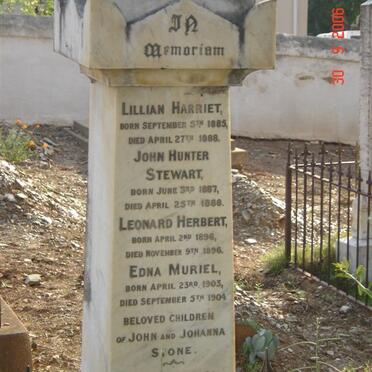 In
Memoriam
LILLIAN HARRIET,
BORN SEPTEMBER 5TH 1885,
DIED APRIL 27TH 1888.
JOHN HUNTER
STEWART,
BORN JUNE 3RD 1887,
DIED APRIL 25TH 1888.
LEONARD HERBERT,
BORN APRIL 2ND 1896,
DIED NOVEMBER 9TH 1896.
EDNA MURIEL,
BORN APRIL 23RD 1903,
DIED SEPTEMBER 5TH 1904
BELOVED CHILDREN
OF JOHN AND JOHANNA
STONE.
30 9 2006